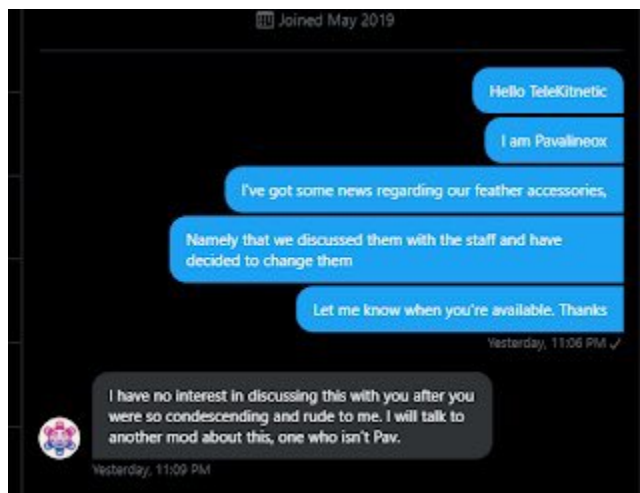 Joined May 2019
Hello TeleKitnetic
I am Pavalineox
I've got some news regarding our feather accessories,
Namely that we discussed them with the staff and have
decided to change them
Let me know when you're available. Thanks
Yesterday, 11:06 PM ✓
I have no interest in discussing this with you after you
were so condescending and rude to me. I will talk to
another mod about this, one who isn't Pav.
Yesterday, 11:09 PM